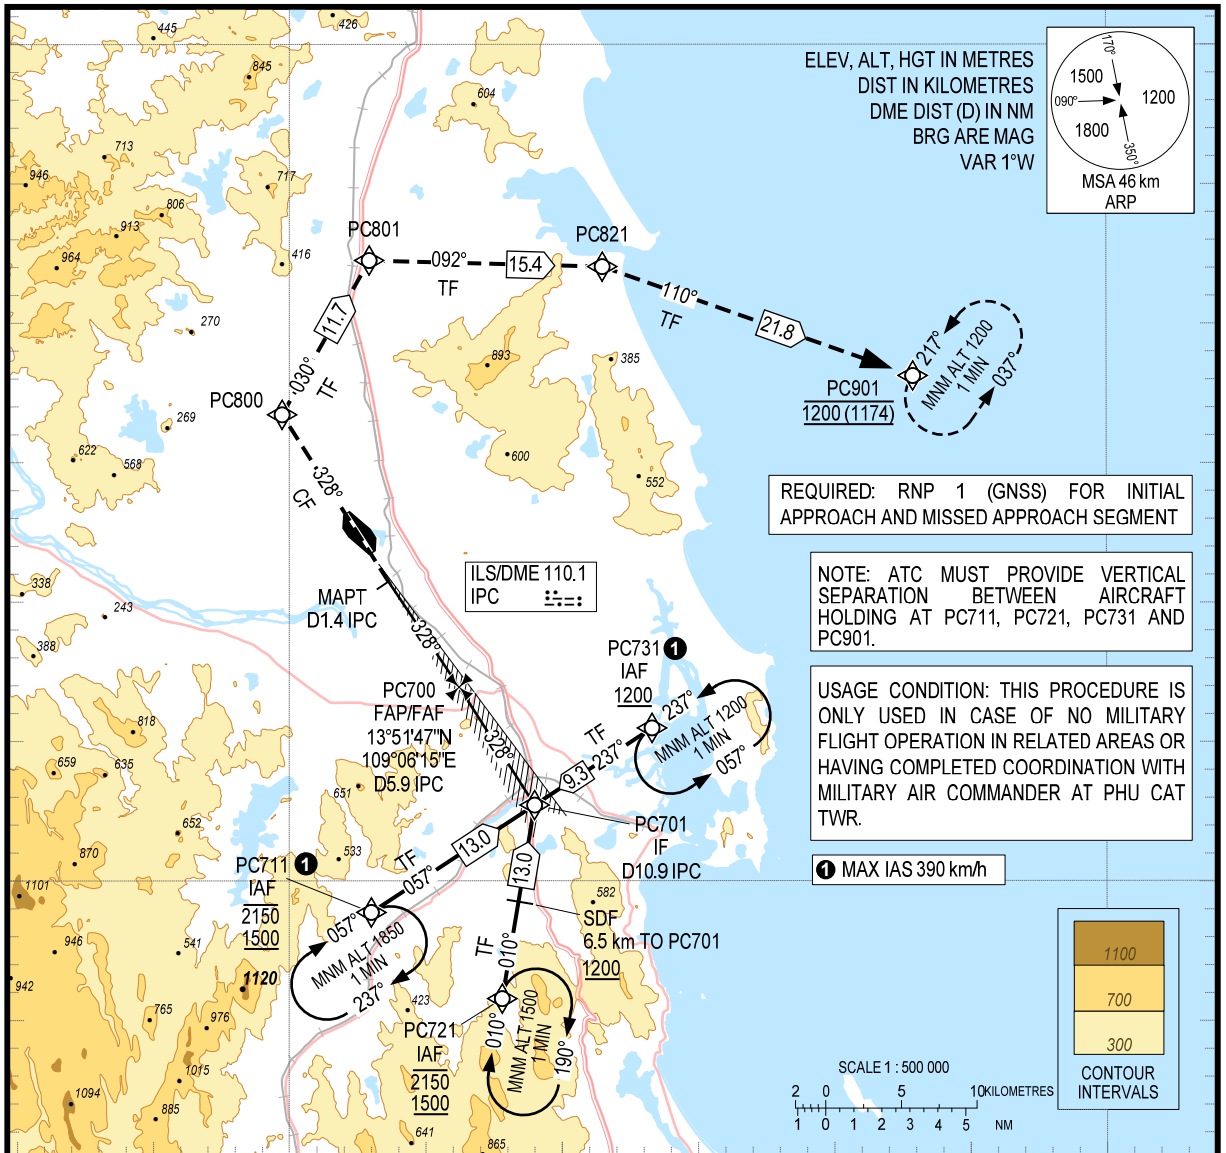 445
426
845
604
713
946
717
806
913
964
416
270
893
385
269
622
568
600
552
338
243
388
818
659
635
651
652
533
870
1101
582
946
541
942
1120
765
976
423
1015
1094
885
641
865
ELEV, ALT, HGT IN METRES
DIST IN KILOMETRES
DME DIST (D) IN NM
BRG ARE MAG
VAR 1°W
170°
1500
090°
1200
1800
350°
MSA 46 km
ARP
PC801
092°
TF
15.4
PC821
110°
TF
21.8
11.7
030°
TF
PC800
217°
MNM ALT 1200
1 MIN
037°
PC901
1200 (1174)
328°
CF
REQUIRED: RNP 1 (GNSS) FOR INITIAL
APPROACH AND MISSED APPROACH SEGMENT
ILS/DME 110.1
IPC
MAPT
D1.4 IPC
328°
NOTE: ATC MUST PROVIDE VERTICAL
SEPARATION BETWEEN AIRCRAFT
HOLDING AT PC711, PC721, PC731 AND
PC901.
PC731 1
IAF
1200
237°
MNM ALT 1200
1 MIN
057°
PC700
FAP/FAF
13°51'47"N
109°06'15"E
D5.9 IPC
328°
TF
237°
9.3
USAGE CONDITION: THIS PROCEDURE IS
ONLY USED IN CASE OF NO MILITARY
FLIGHT OPERATION IN RELATED AREAS OR
HAVING COMPLETED COORDINATION WITH
MILITARY AIR COMMANDER AT PHU CAT
TWR.
PC701
IF
D10.9 IPC
1 MAX IAS 390 km/h
PC711 1
IAF
2150
1500
TF
057°
13.0
057°
MNM ALT 1850
1 MIN
237°
13.0
SDF
6.5 km TO PC701
1200
TF
010°
PC721
IAF
2150
1500
010°
MNM ALT 1500
1 MIN
190°
1100
700
300
CONTOUR
INTERVALS
SCALE 1 : 500 000
2 0 5 10 KILOMETRES
1 0 1 2 3 4 5 NM